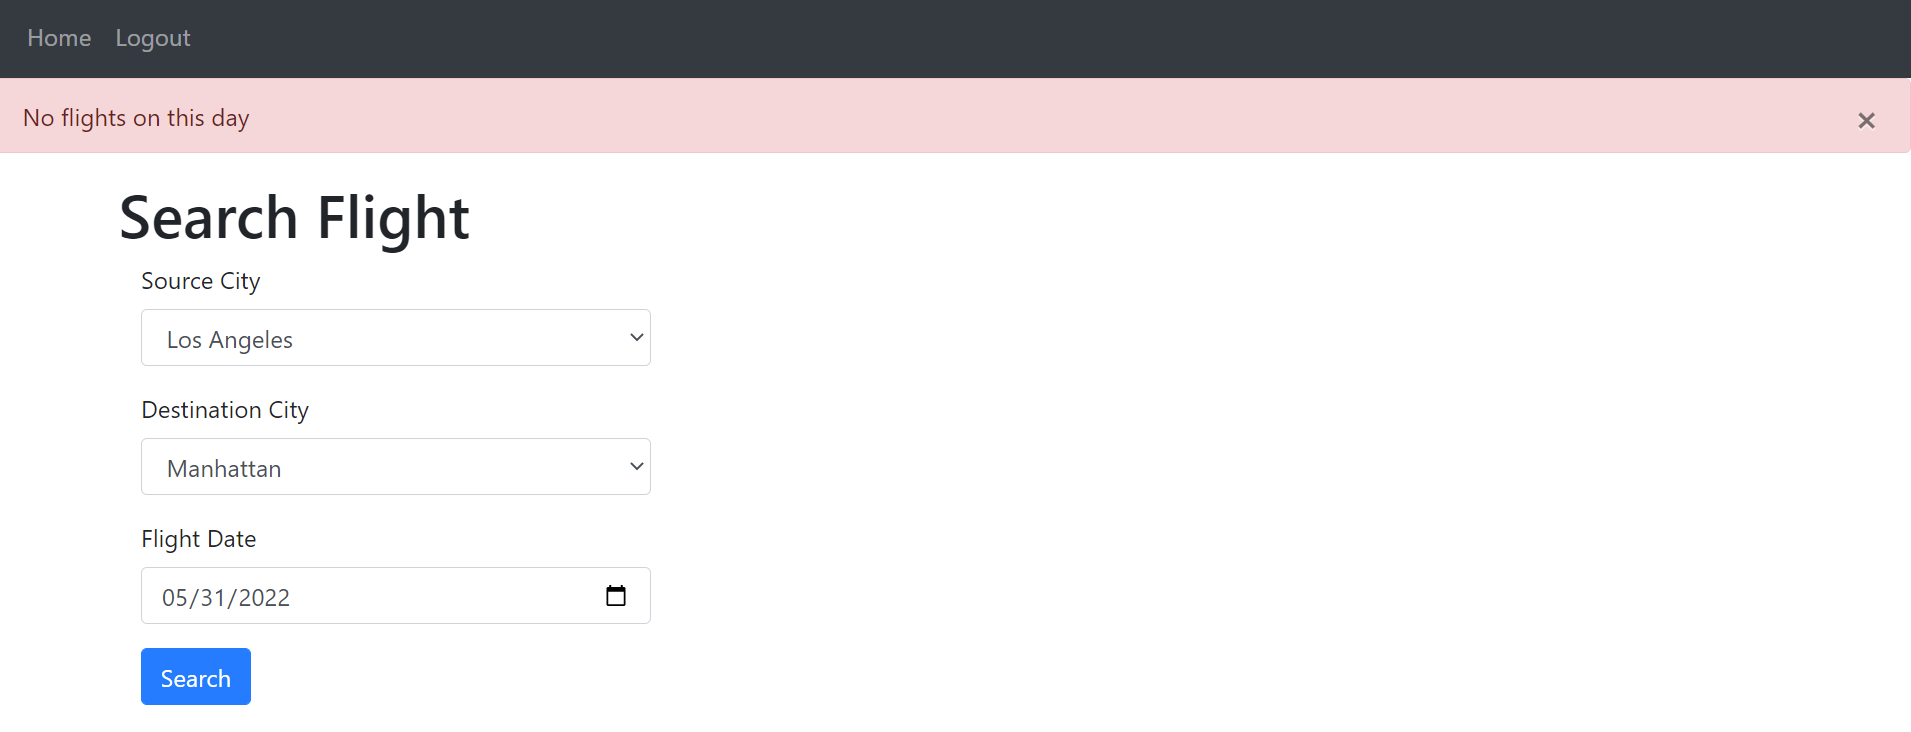 Home Logout
No flights on this day ×
Search Flight
Source City
Los Angeles
Destination City
Manhattan
Flight Date
05/31/2022
Search